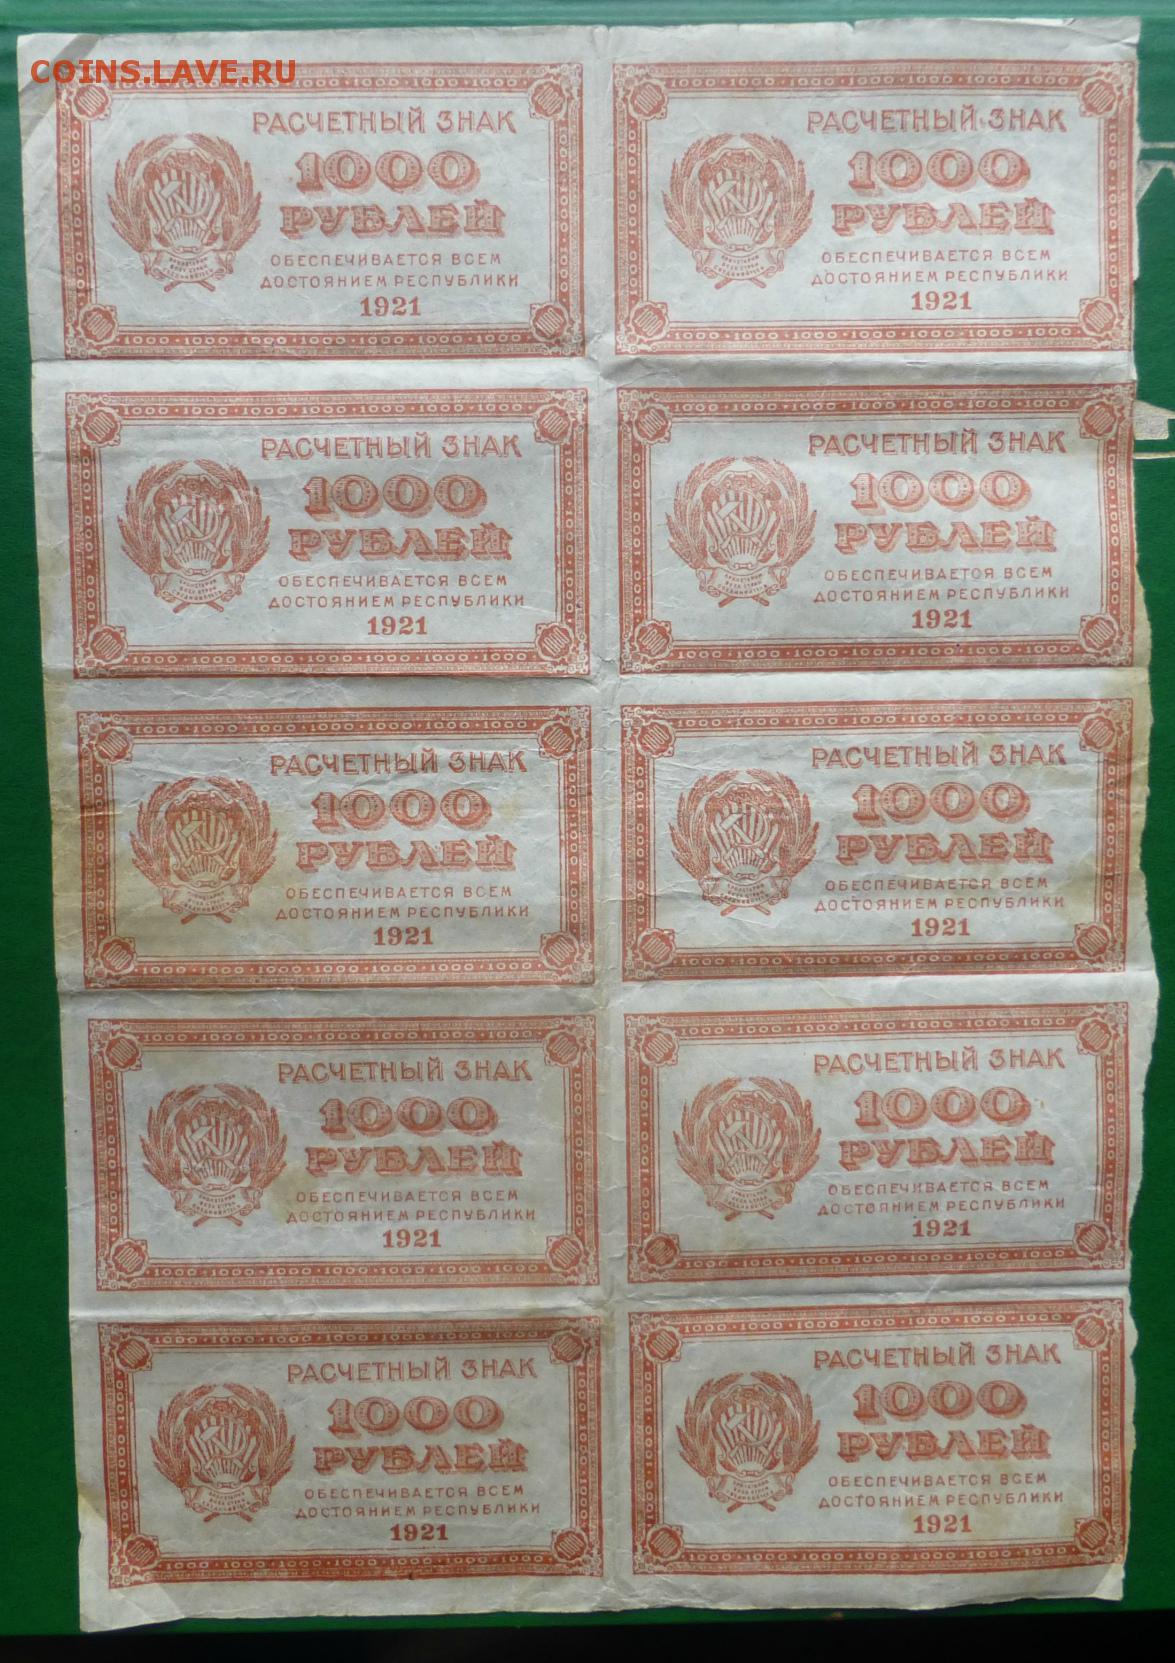 COINS.LAVE.RU
РАСЧЕТНЫЙ ЗНАК
1000
РУБЛЕЙ
ОБЕСПЕЧИВАЕТСЯ ВСЕМ
ДОСТОЯНИЕМ РЕСПУБЛИКИ
1921
РАСЧЕТНЫЙ ЗНАК
1000
РУБЛЕЙ
ОБЕСПЕЧИВАЕТСЯ ВСЕМ
ДОСТОЯНИЕМ РЕСПУБЛИКИ
1921
РАСЧЕТНЫЙ ЗНАК
1000
РУБЛЕЙ
ОБЕСПЕЧИВАЕТСЯ ВСЕМ
ДОСТОЯНИЕМ РЕСПУБЛИКИ
1921
РАСЧЕТНЫЙ ЗНАК
1000
РУБЛЕЙ
ОБЕСПЕЧИВАЕТСЯ ВСЕМ
ДОСТОЯНИЕМ РЕСПУБЛИКИ
1921
РАСЧЕТНЫЙ ЗНАК
1000
РУБЛЕЙ
ОБЕСПЕЧИВАЕТСЯ ВСЕМ
ДОСТОЯНИЕМ РЕСПУБЛИКИ
1921
РАСЧЕТНЫЙ ЗНАК
1000
РУБЛЕЙ
ОБЕСПЕЧИВАЕТСЯ ВСЕМ
ДОСТОЯНИЕМ РЕСПУБЛИКИ
1921
РАСЧЕТНЫЙ ЗНАК
1000
РУБЛЕЙ
ОБЕСПЕЧИВАЕТСЯ ВСЕМ
ДОСТОЯНИЕМ РЕСПУБЛИКИ
1921
РАСЧЕТНЫЙ ЗНАК
1000
РУБЛЕЙ
ОБЕСПЕЧИВАЕТСЯ ВСЕМ
ДОСТОЯНИЕМ РЕСПУБЛИКИ
1921
РАСЧЕТНЫЙ ЗНАК
1000
РУБЛЕЙ
ОБЕСПЕЧИВАЕТСЯ ВСЕМ
ДОСТОЯНИЕМ РЕСПУБЛИКИ
1921
РАСЧЕТНЫЙ ЗНАК
1000
РУБЛЕЙ
ОБЕСПЕЧИВАЕТСЯ ВСЕМ
ДОСТОЯНИЕМ РЕСПУБЛИКИ
1921